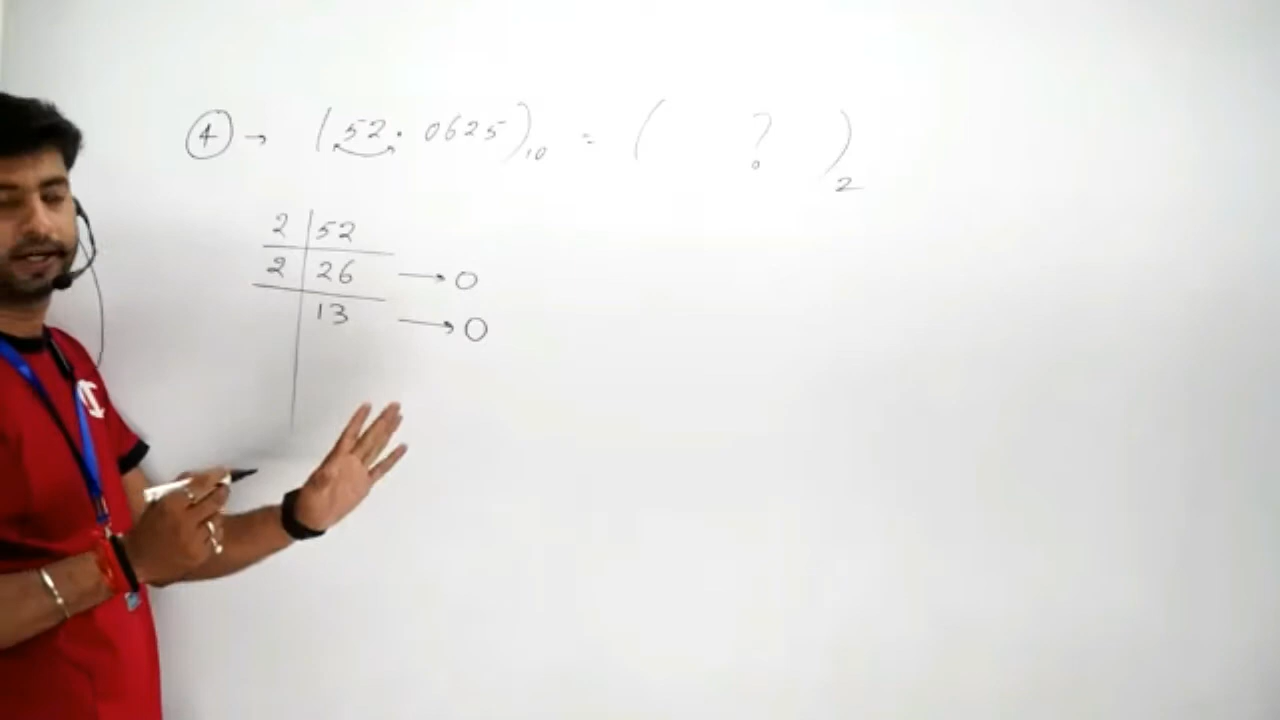 ④ → (52.0625)₁₀ = ( ? )₂
2 | 52
2 | 26 → 0
13 → 0